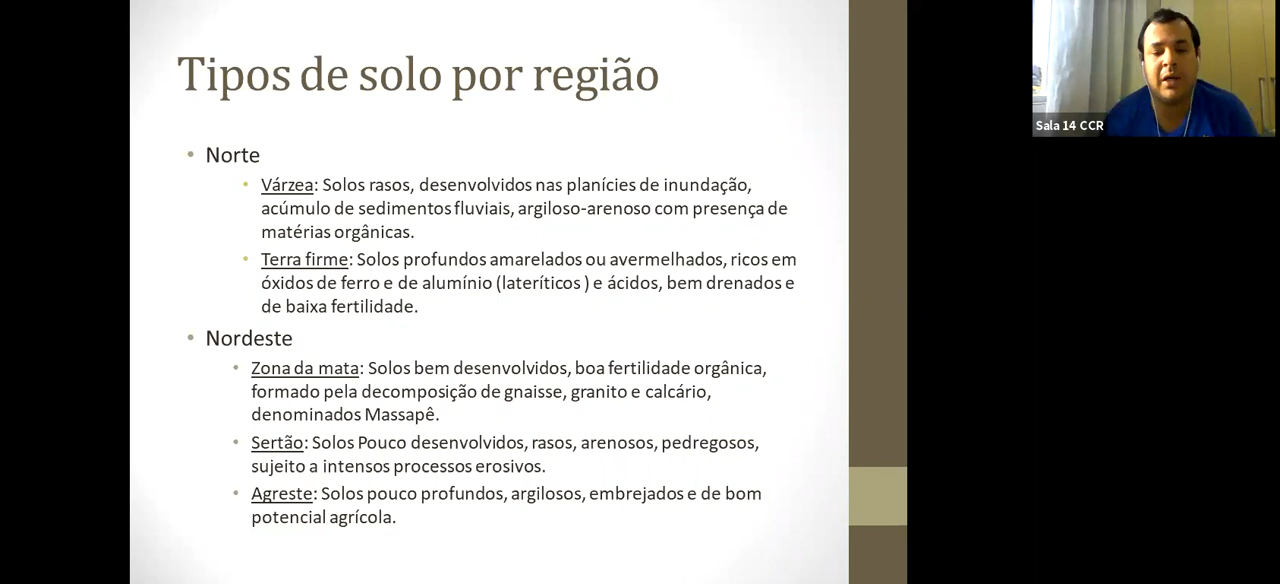 Tipos de solo por região
• Norte
• Várzea: Solos rasos, desenvolvidos nas planícies de inundação,
acúmulo de sedimentos fluviais, argiloso-arenoso com presença de
matérias orgânicas.
• Terra firme: Solos profundos amarelados ou avermelhados, ricos em
óxidos de ferro e de alumínio (lateríticos ) e ácidos, bem drenados e
de baixa fertilidade.
• Nordeste
• Zona da mata: Solos bem desenvolvidos, boa fertilidade orgânica,
formado pela decomposição de gnaisse, granito e calcário,
denominados Massapê.
• Sertão: Solos Pouco desenvolvidos, rasos, arenosos, pedregosos,
sujeito a intensos processos erosivos.
• Agreste: Solos pouco profundos, argilosos, embrejados e de bom
potencial agrícola.
Sala 14 CCR